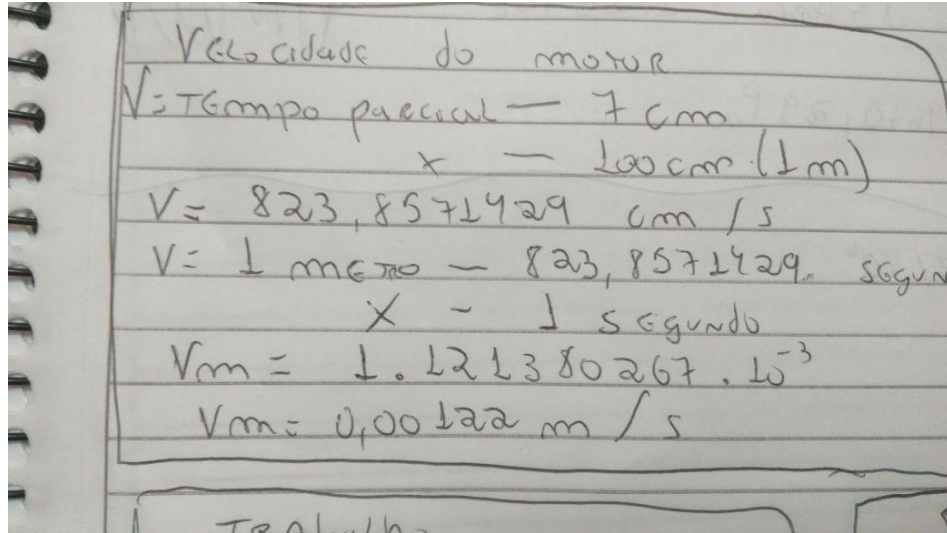 Velocidade do motor
V= Tempo parcial — 7 cm
x — 100 cm (1 m)
V= 823,8571429 cm / s
V= 1 metro — 823,8571429. segun
X - 1 segundo
Vm = 1.121380267 . 10⁻³
Vm= 0,00122 m / s
Trabalho